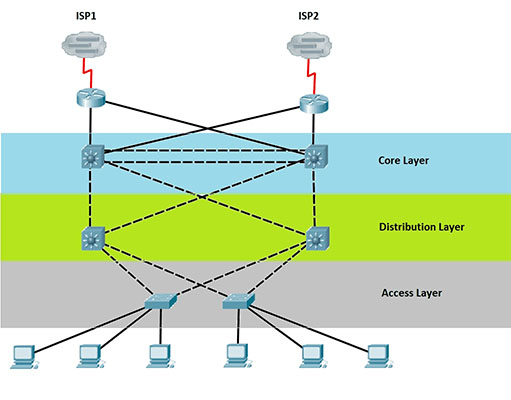 ISP1
ISP2
Core Layer
Distribution Layer
Access Layer